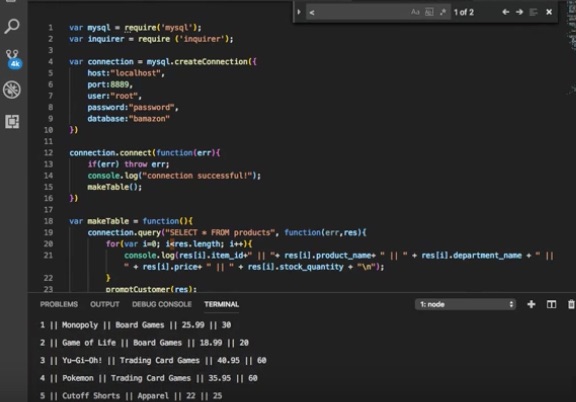 <
1 of 2
4k
1 var mysql = require('mysql');
2 var inquirer = require ('inquirer');
3
4 var connection = mysql.createConnection({
5 host:"localhost",
6 port:8889,
7 user:"root",
8 password:"password",
9 database:"bamazon"
10 })
11
12 connection.connect(function(err){
13 if(err) throw err;
14 console.log("connection successful!");
15 makeTable();
16 })
17
18 var makeTable = function(){
19 connection.query("SELECT * FROM products", function(err,res){
20 for(var i=0; i<res.length; i++){
21 console.log(res[i].item_id+" || "+ res[i].product_name+ " || " + res[i].department_name + " ||
" + res[i].price+ " || " + res[i].stock_quantity + "\n");
22 }
23 promptCustomer(res);
PROBLEMS OUTPUT DEBUG CONSOLE TERMINAL 1: node
1 || Monopoly || Board Games || 25.99 || 30
2 || Game of Life || Board Games || 18.99 || 20
3 || Yu-Gi-Oh! || Trading Card Games || 40.95 || 60
4 || Pokemon || Trading Card Games || 35.95 || 60
5 || Cutoff Shorts || Apparel || 22 || 25